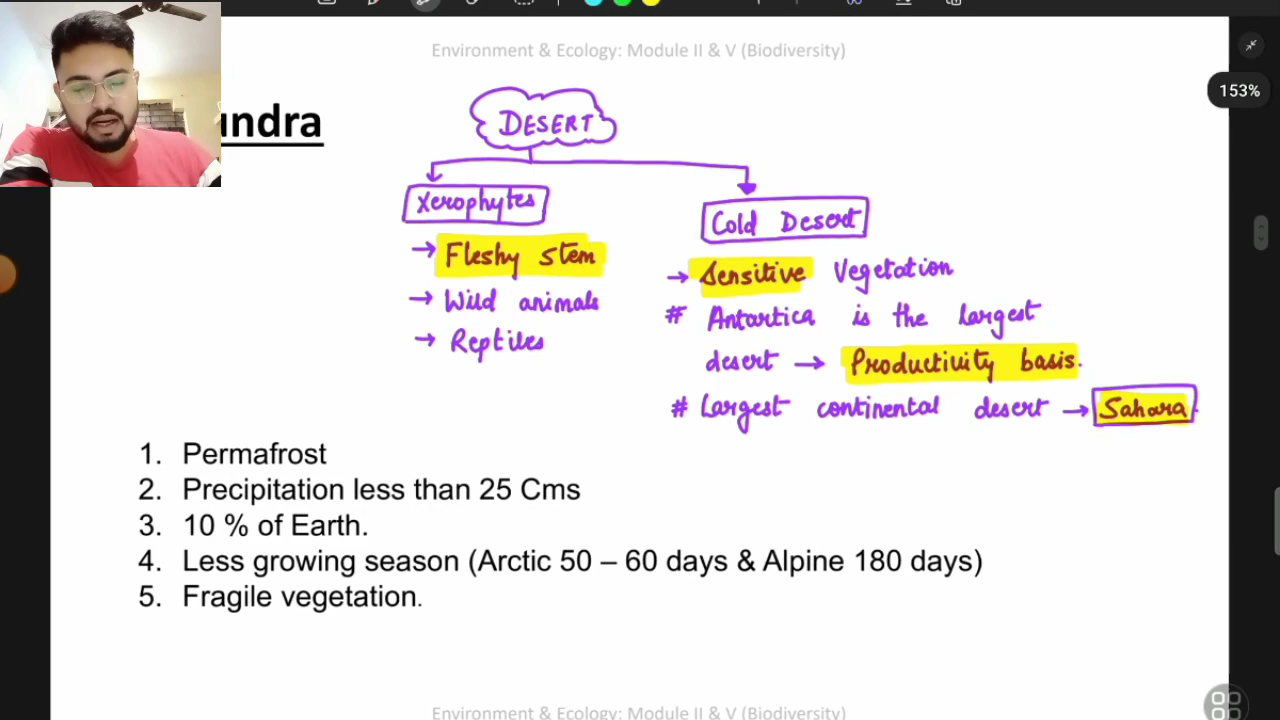 Environment & Ecology: Module II & V (Biodiversity)
153%
undra
DESERT
Xerophytes
→ Fleshy stem
→ Wild animals
→ Reptiles
Cold Desert
→ Sensitive Vegetation
# Antartica is the largest
desert → Productivity basis.
# Largest continental desert → Sahara.
1. Permafrost
2. Precipitation less than 25 Cms
3. 10 % of Earth.
4. Less growing season (Arctic 50 – 60 days & Alpine 180 days)
5. Fragile vegetation.
Environment & Ecology: Module II & V (Biodiversity)